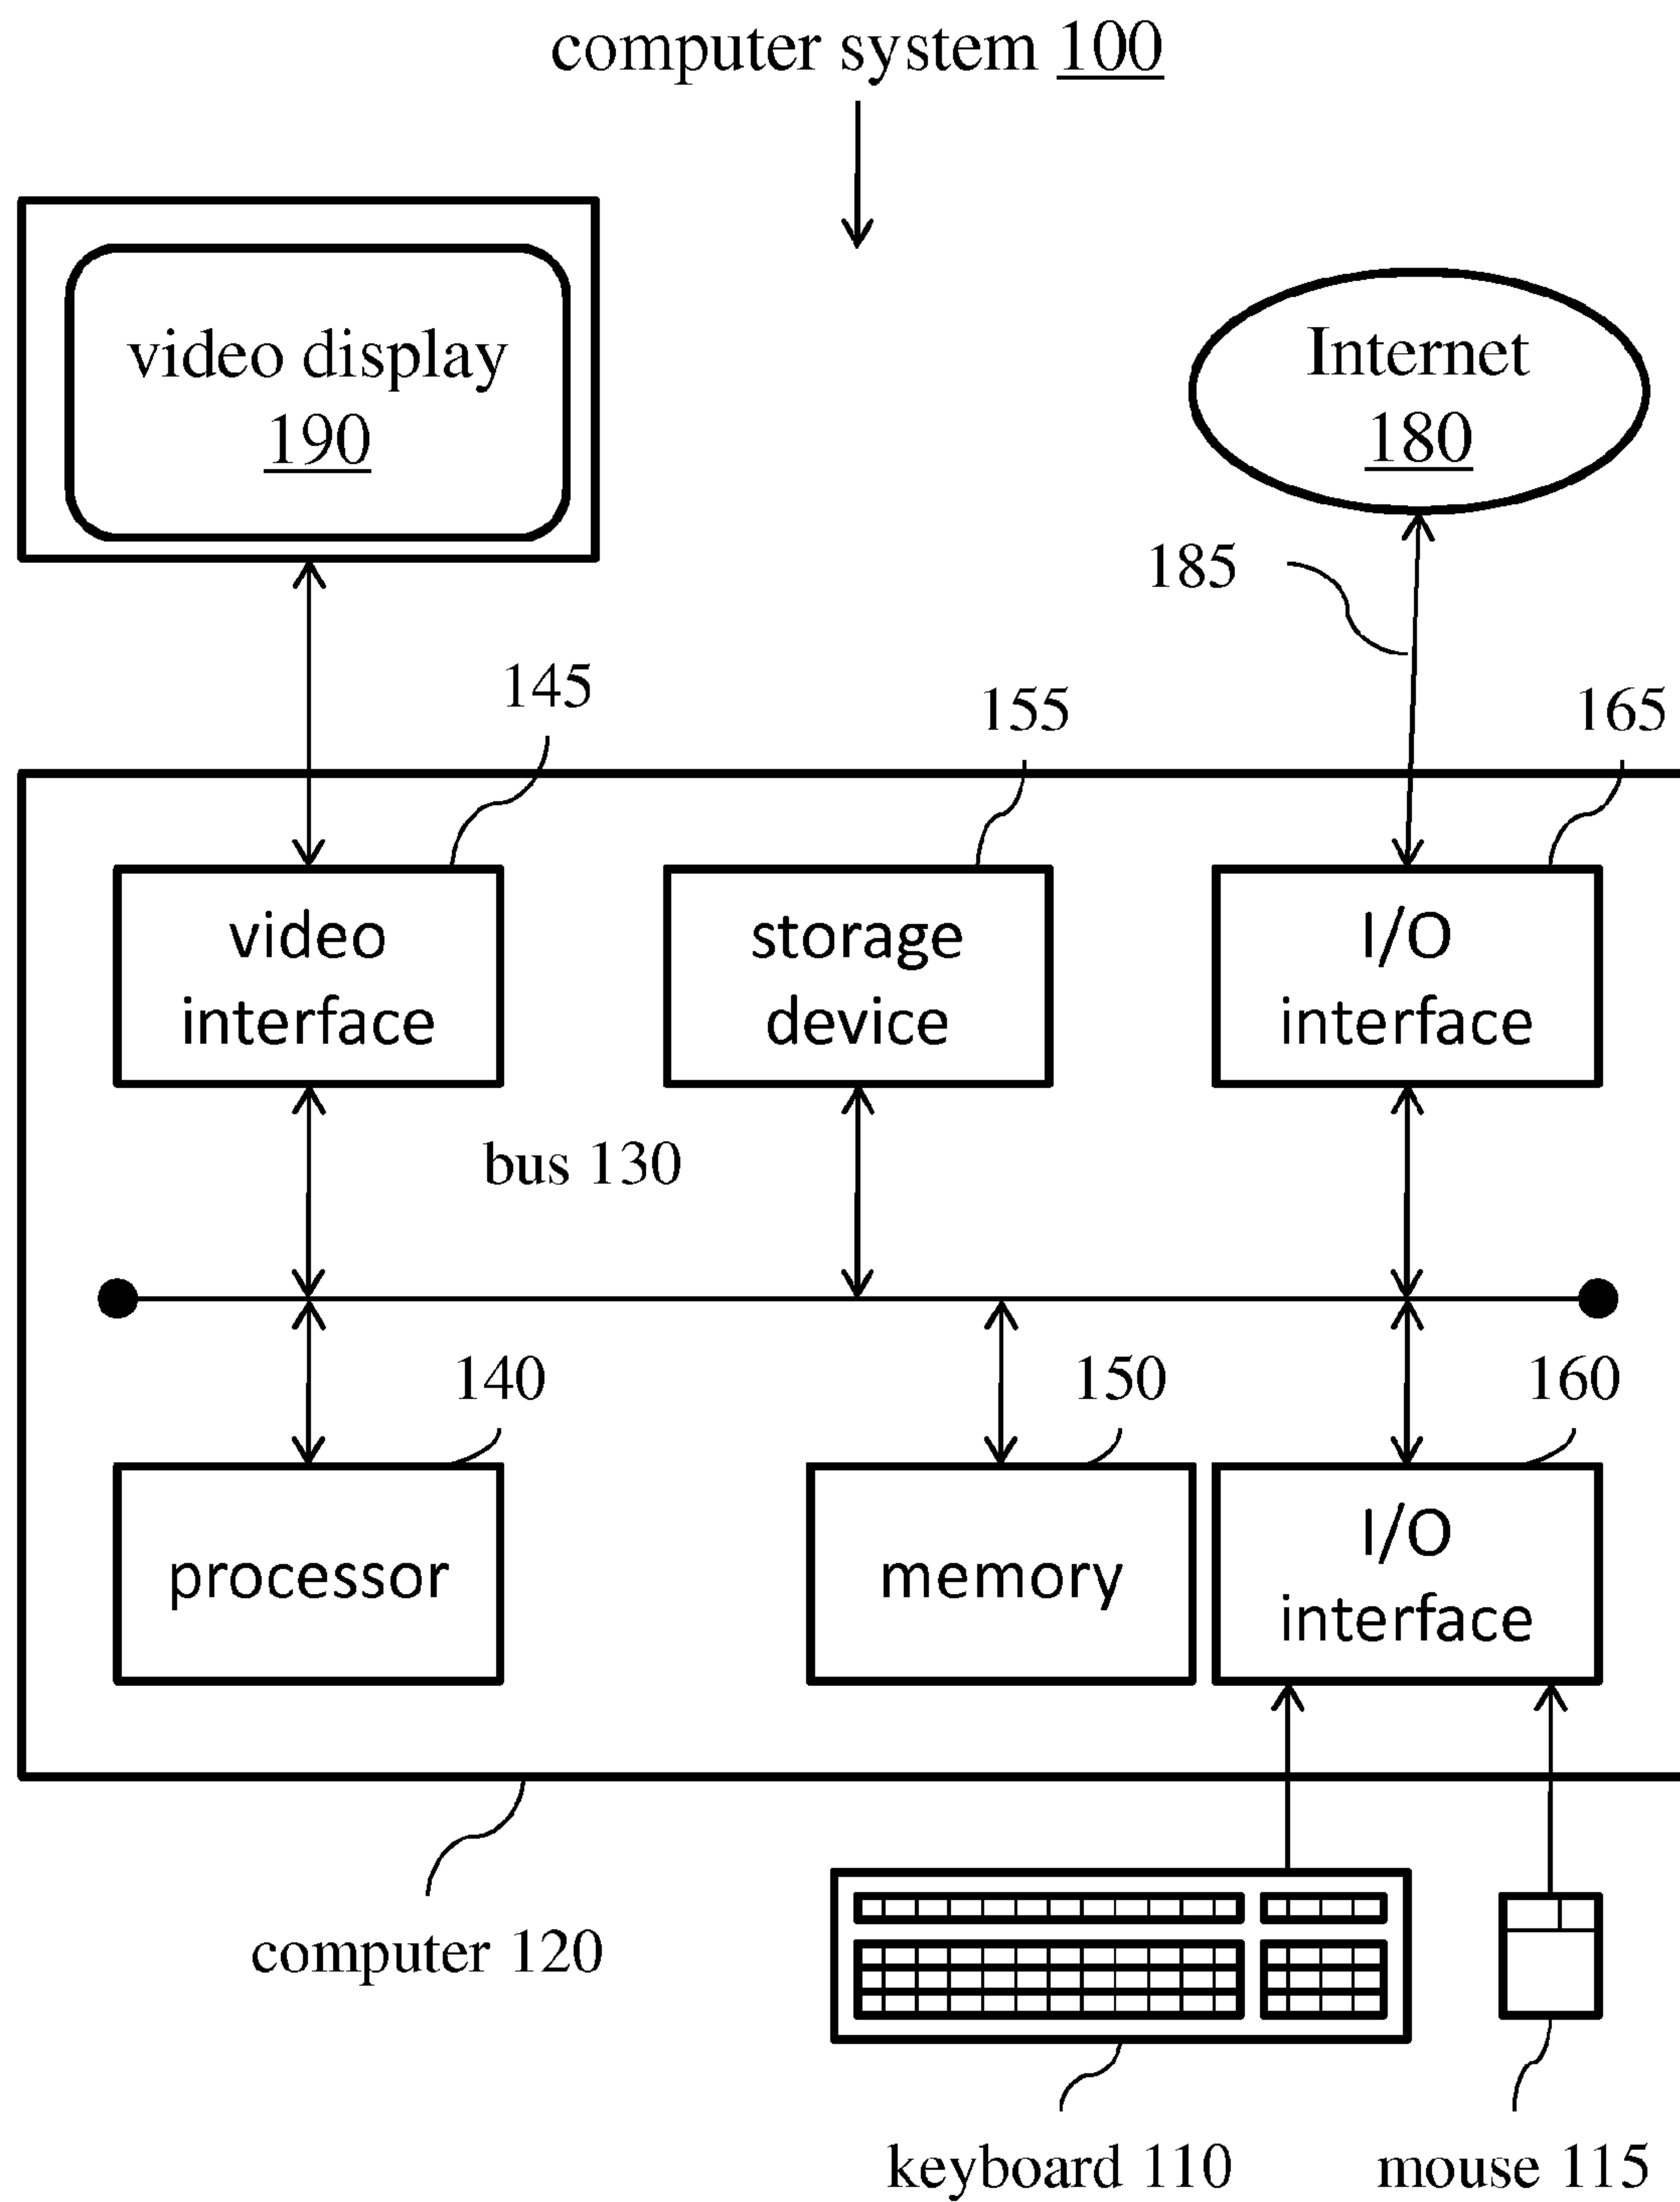 computer system 100
video display
190
Internet
180
185
145
155
165
video
interface
storage
device
I/O
interface
bus 130
140
150
160
processor
memory
I/O
interface
computer 120
keyboard 110
mouse 115